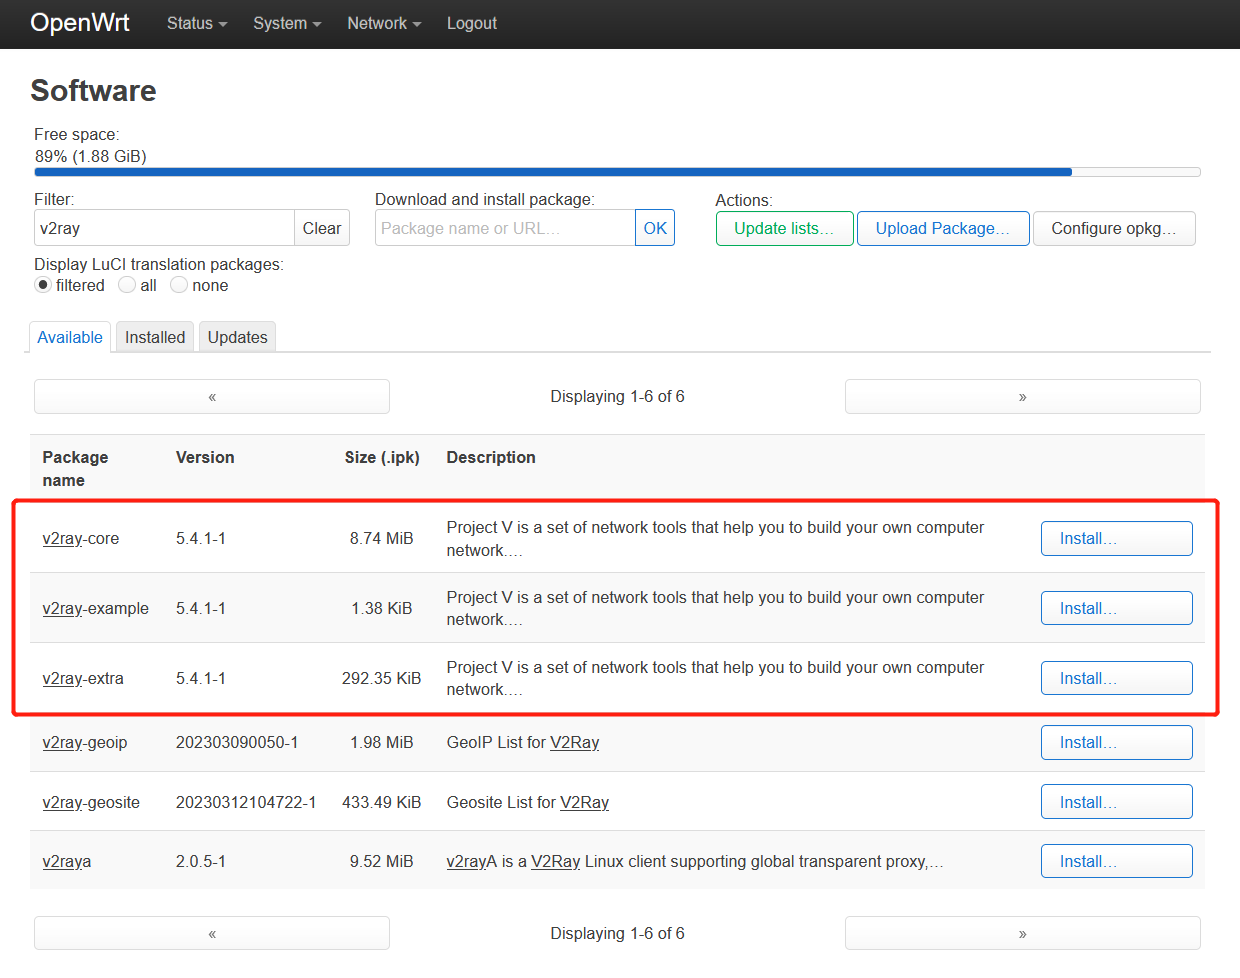 OpenWrt Status System Network Logout
Software
Free space:
89% (1.88 GiB)
Filter:
v2ray Clear
Download and install package:
Package name or URL… OK
Actions:
Update lists… Upload Package… Configure opkg…
Display LuCI translation packages:
filtered all none
Available Installed Updates
« Displaying 1-6 of 6 »
Package name Version Size (.ipk) Description
v2ray-core 5.4.1-1 8.74 MiB Project V is a set of network tools that help you to build your own computer
network.… Install…
v2ray-example 5.4.1-1 1.38 KiB Project V is a set of network tools that help you to build your own computer
network.… Install…
v2ray-extra 5.4.1-1 292.35 KiB Project V is a set of network tools that help you to build your own computer
network.… Install…
v2ray-geoip 202303090050-1 1.98 MiB GeoIP List for V2Ray Install…
v2ray-geosite 20230312104722-1 433.49 KiB Geosite List for V2Ray Install…
v2raya 2.0.5-1 9.52 MiB v2rayA is a V2Ray Linux client supporting global transparent proxy,… Install…
« Displaying 1-6 of 6 »